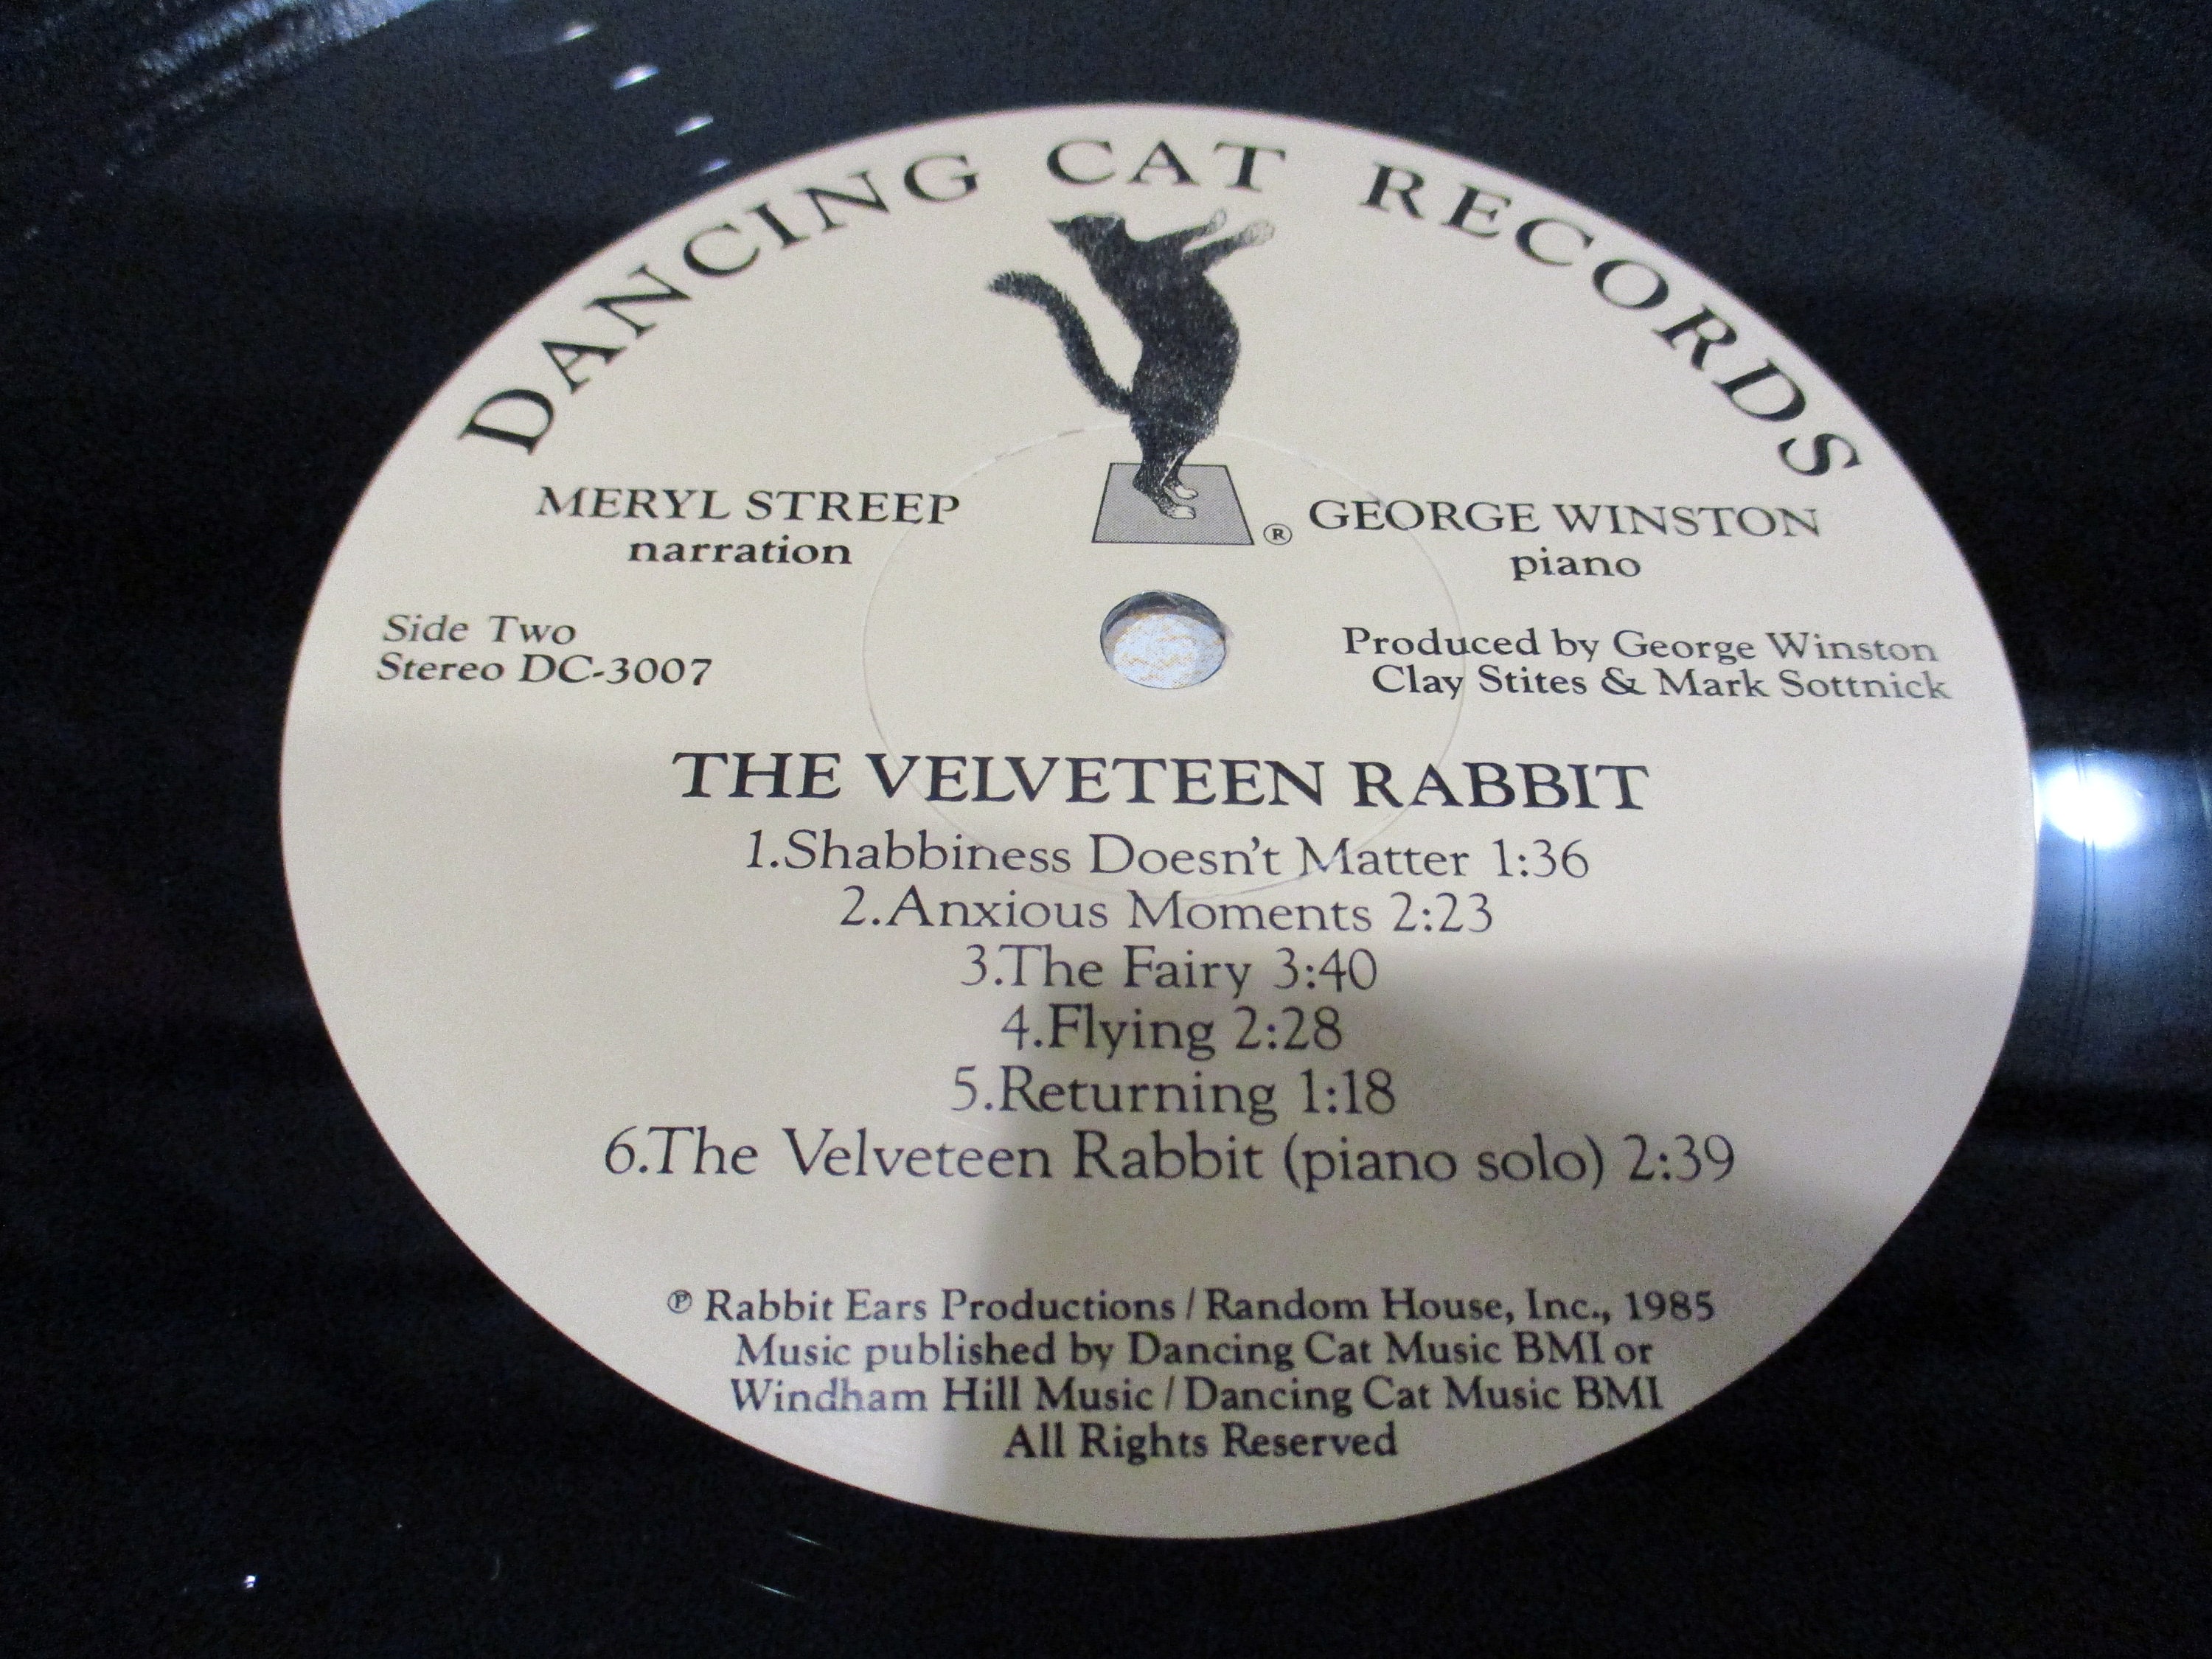 DANCING CAT RECORDS
MERYL STREEP
narration
® GEORGE WINSTON
piano
Side Two
Stereo DC-3007
Produced by George Winston
Clay Stites & Mark Sottnick
THE VELVETEEN RABBIT
1.Shabbiness Doesn't Matter 1:36
2.Anxious Moments 2:23
3.The Fairy 3:40
4.Flying 2:28
5.Returning 1:18
6.The Velveteen Rabbit (piano solo) 2:39
℗ Rabbit Ears Productions / Random House, Inc., 1985
Music published by Dancing Cat Music BMI or
Windham Hill Music / Dancing Cat Music BMI
All Rights Reserved